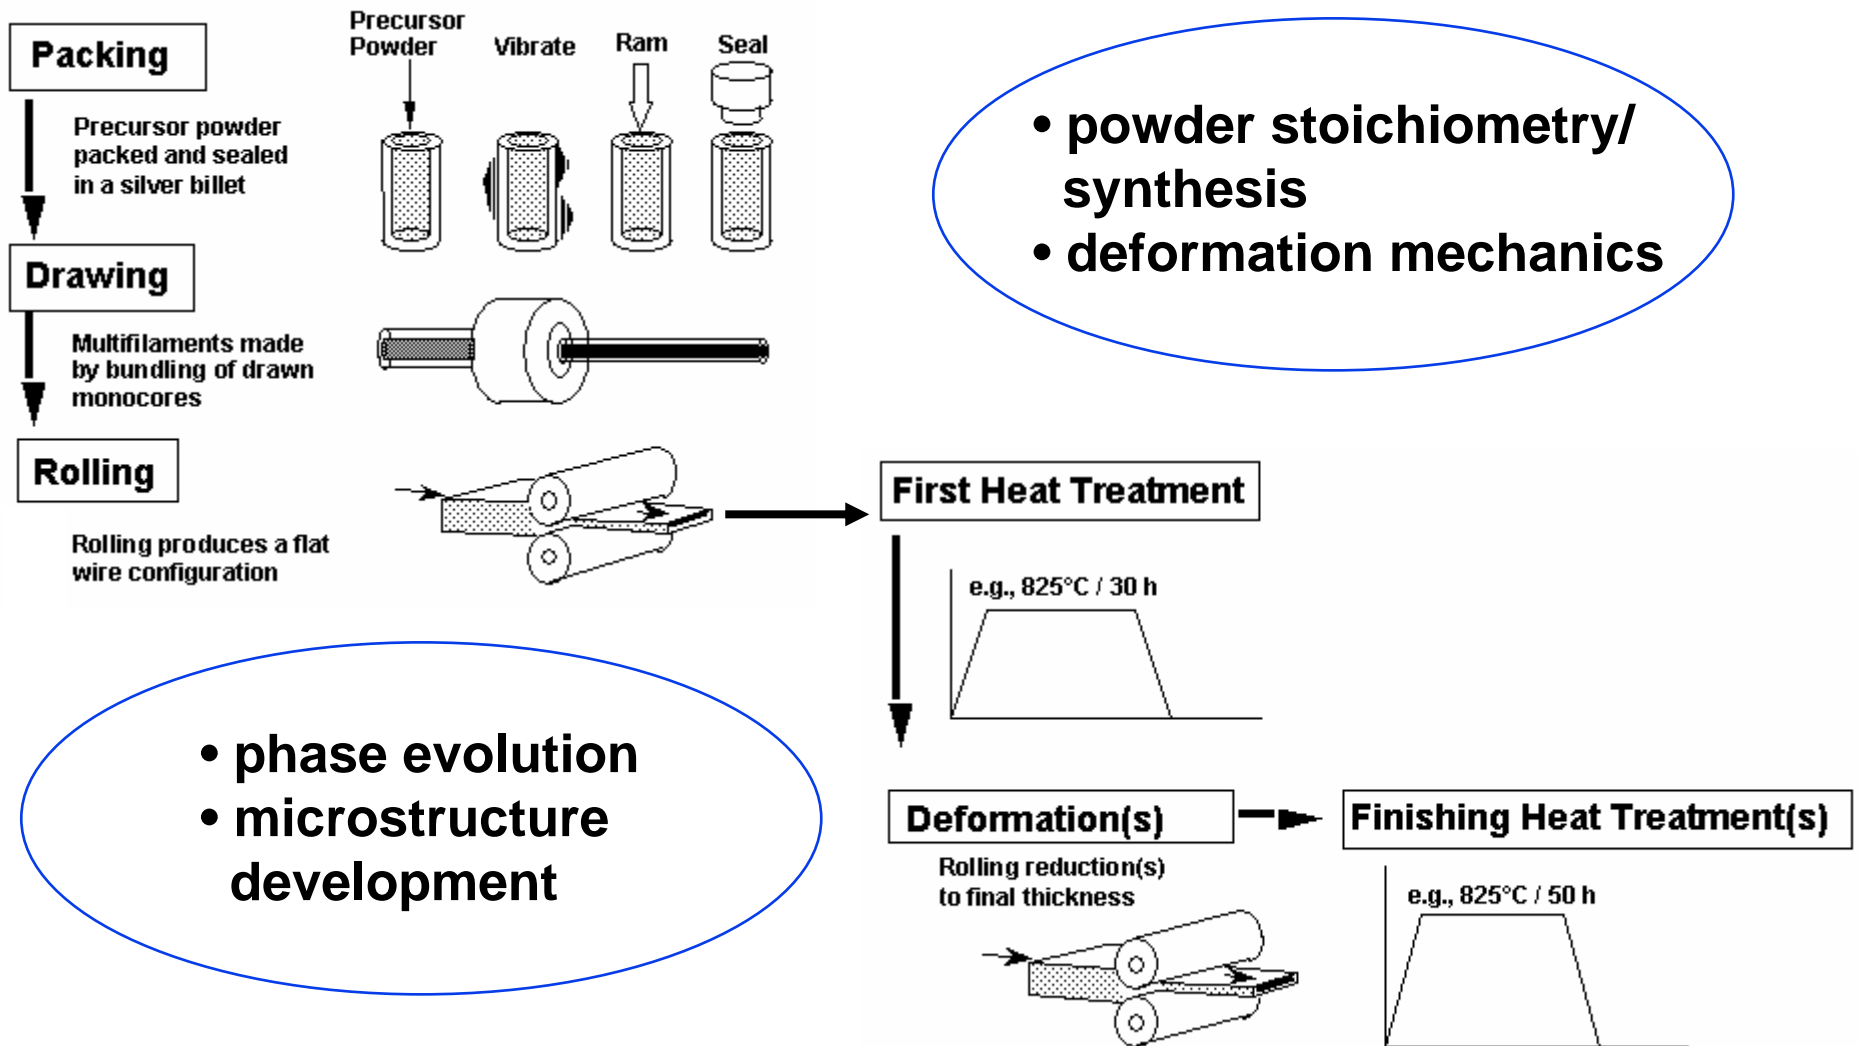 Packing
Precursor
Powder
Vibrate
Ram
Seal
Precursor powder
packed and sealed
in a silver billet
• powder stoichiometry/
synthesis
• deformation mechanics
Drawing
Multifilaments made
by bundling of drawn
monocores
Rolling
Rolling produces a flat
wire configuration
First Heat Treatment
e.g., 825°C / 30 h
• phase evolution
• microstructure
development
Deformation(s)
Rolling reduction(s)
to final thickness
Finishing Heat Treatment(s)
e.g., 825°C / 50 h